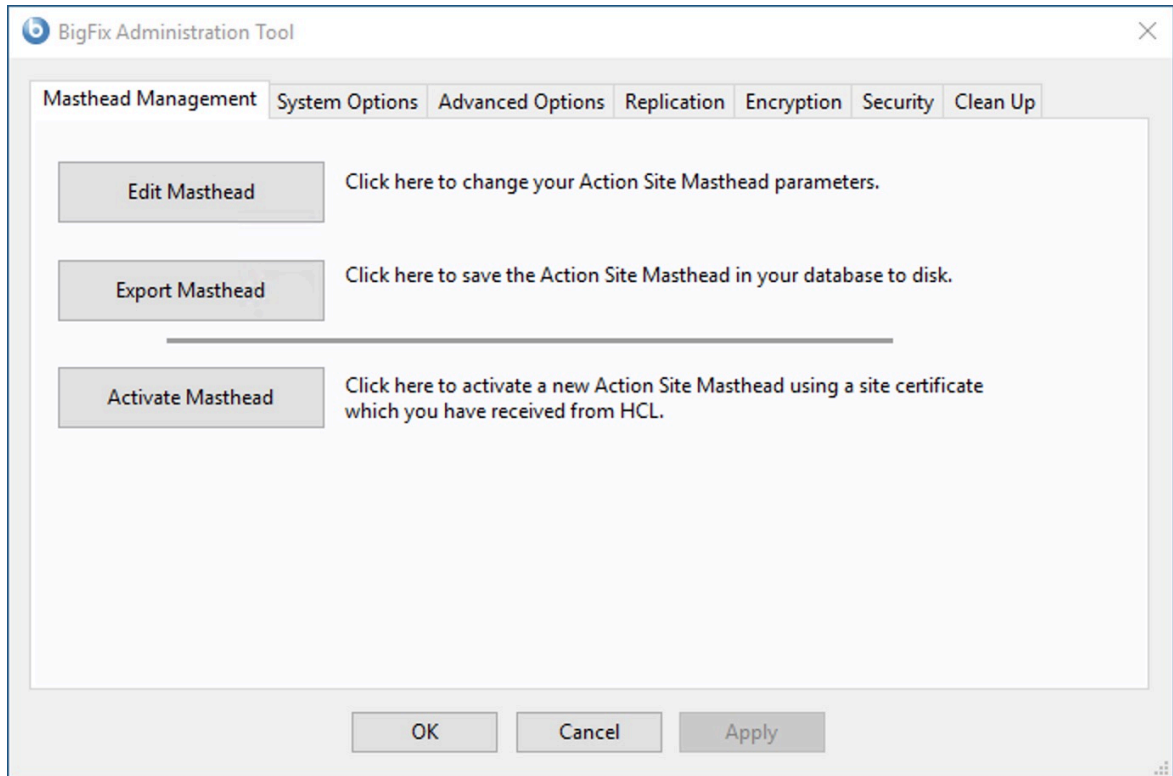 BigFix Administration Tool
Masthead Management System Options Advanced Options Replication Encryption Security Clean Up
Edit Masthead Click here to change your Action Site Masthead parameters.
Export Masthead Click here to save the Action Site Masthead in your database to disk.
Activate Masthead Click here to activate a new Action Site Masthead using a site certificate
which you have received from HCL.
OK Cancel Apply